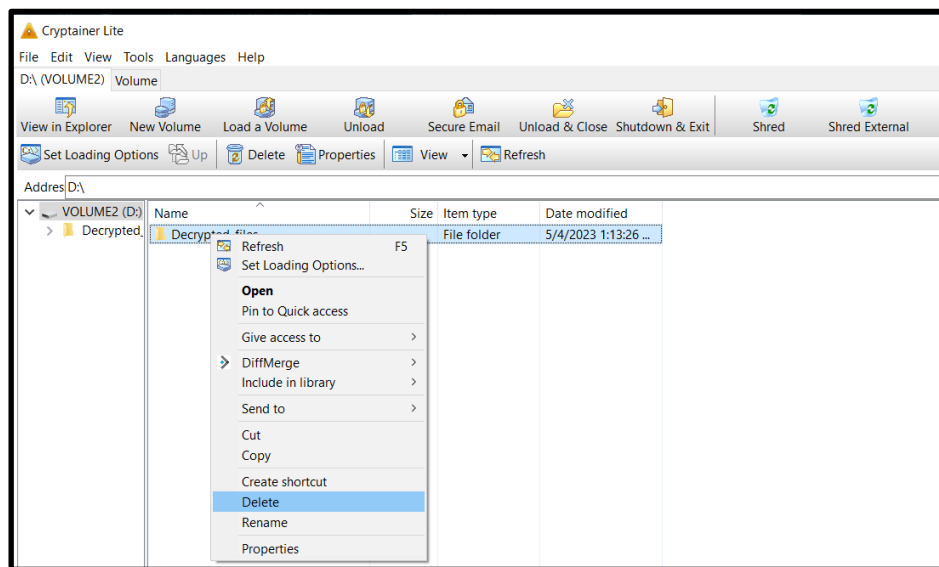 Cryptainer Lite
File Edit View Tools Languages Help
D:\ (VOLUME2) Volume
View in Explorer New Volume Load a Volume Unload Secure Email Unload & Close Shutdown & Exit Shred Shred External
Set Loading Options Up Delete Properties View Refresh
Addres D:\
VOLUME2 (D:) Name Size Item type Date modified
Decrypted_ Decrypted_files File folder 5/4/2023 1:13:26 ...
Refresh F5
Set Loading Options...
Open
Pin to Quick access
Give access to
DiffMerge
Include in library
Send to
Cut
Copy
Create shortcut
Delete
Rename
Properties